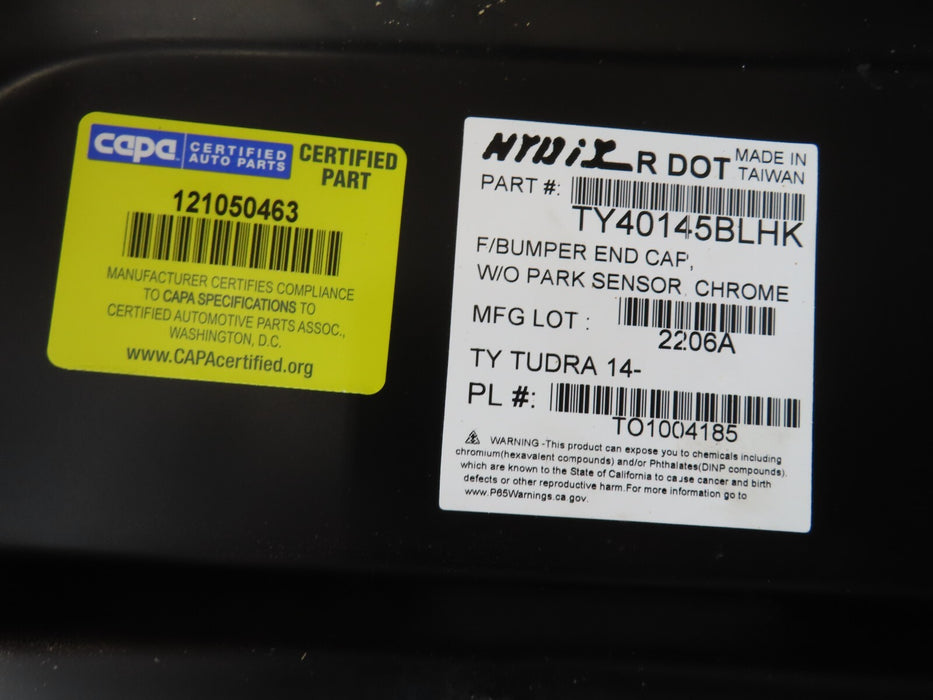 capa CERTIFIED AUTO PARTS
CERTIFIED PART
121050463
MANUFACTURER CERTIFIES COMPLIANCE
TO CAPA SPECIFICATIONS TO
CERTIFIED AUTOMOTIVE PARTS ASSOC.,
WASHINGTON, D.C.
www.CAPAcertified.org
R DOT MADE IN TAIWAN
PART #:
TY40145BLHK
F/BUMPER END CAP,
W/O PARK SENSOR, CHROME
MFG LOT :
2206A
TY TUDRA 14-
PL #:
TO1004185
WARNING -This product can expose you to chemicals including
chromium(hexavalent compounds) and/or Phthalates(DINP compounds).
which are known to the State of California to cause cancer and birth
defects or other reproductive harm.For more information go to
www.P65Warnings.ca.gov.